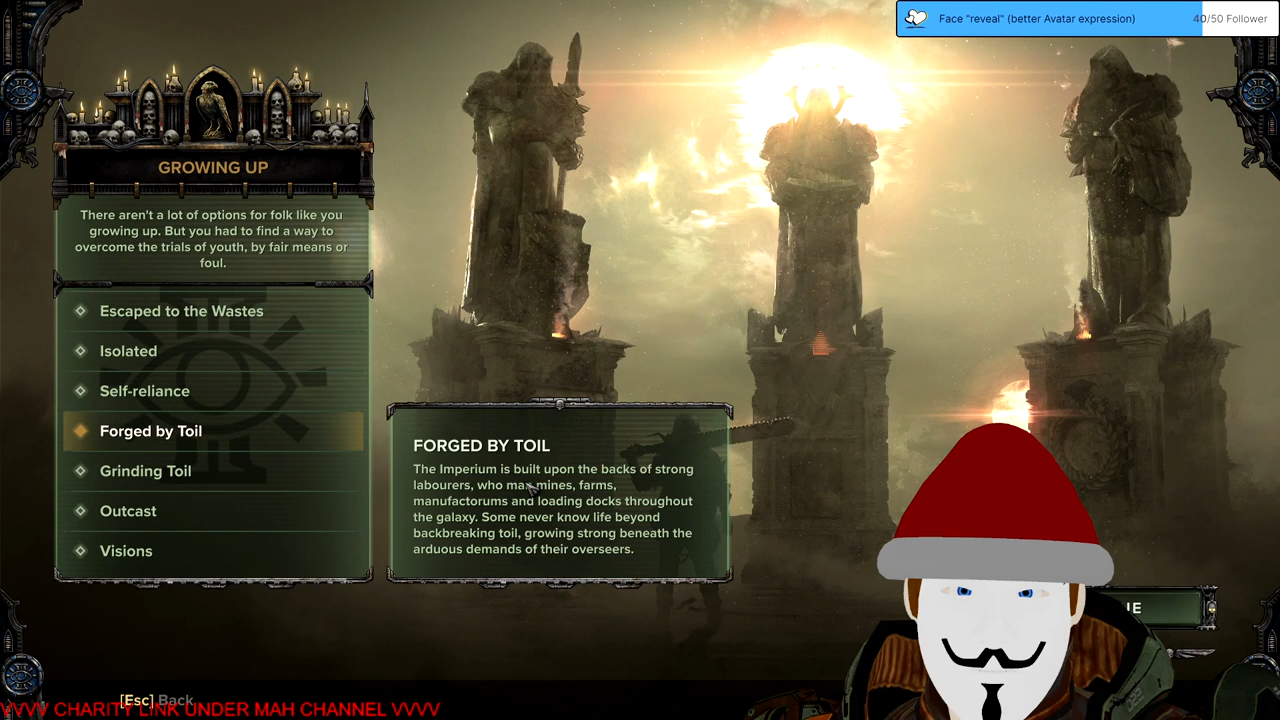 Face "reveal" (better Avatar expression)
40/50 Follower
GROWING UP
There aren't a lot of options for folk like you
growing up. But you had to find a way to
overcome the trials of youth, by fair means or
foul.
Escaped to the Wastes
Isolated
Self-reliance
Forged by Toil
Grinding Toil
Outcast
Visions
FORGED BY TOIL
The Imperium is built upon the backs of strong
labourers, who man mines, farms,
manufactorums and loading docks throughout
the galaxy. Some never know life beyond
backbreaking toil, growing strong beneath the
arduous demands of their overseers.
[Esc] Back
VVVV CHARITY LINK UNDER MAH CHANNEL VVVV